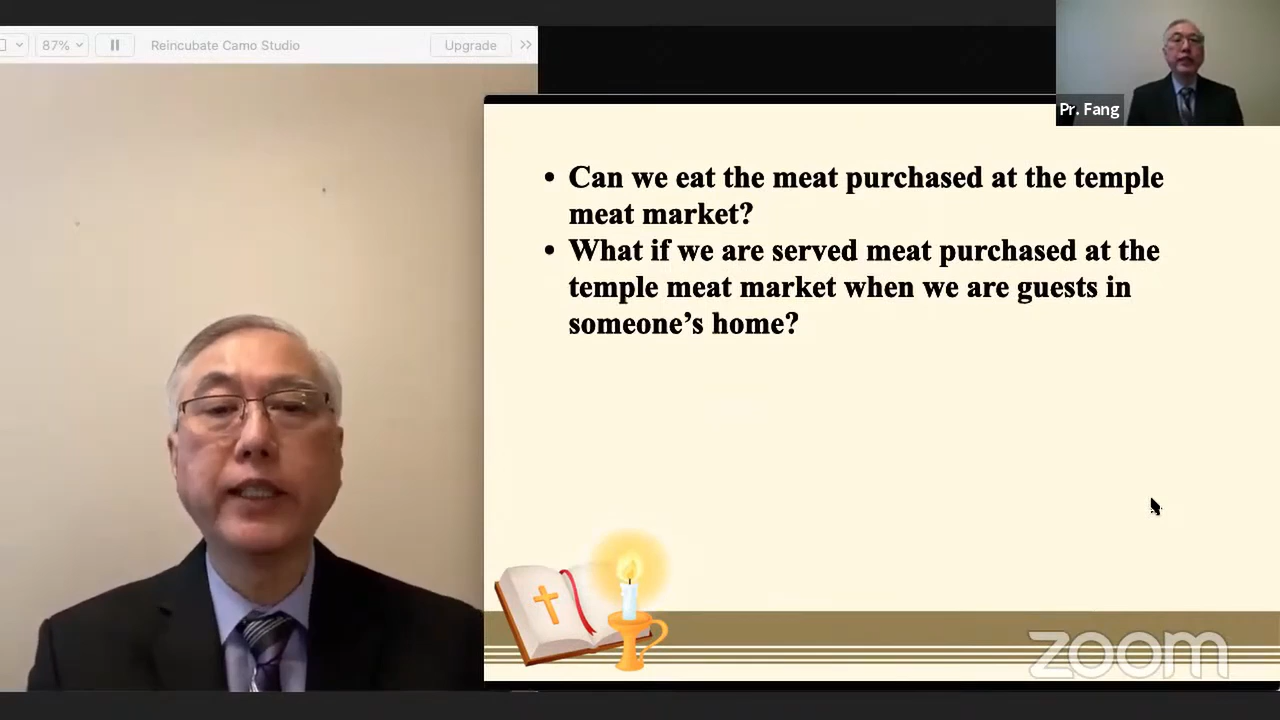 87%
Reincubate Camo Studio
Upgrade
Pr. Fang
• Can we eat the meat purchased at the temple
meat market?
• What if we are served meat purchased at the
temple meat market when we are guests in
someone’s home?
zoom